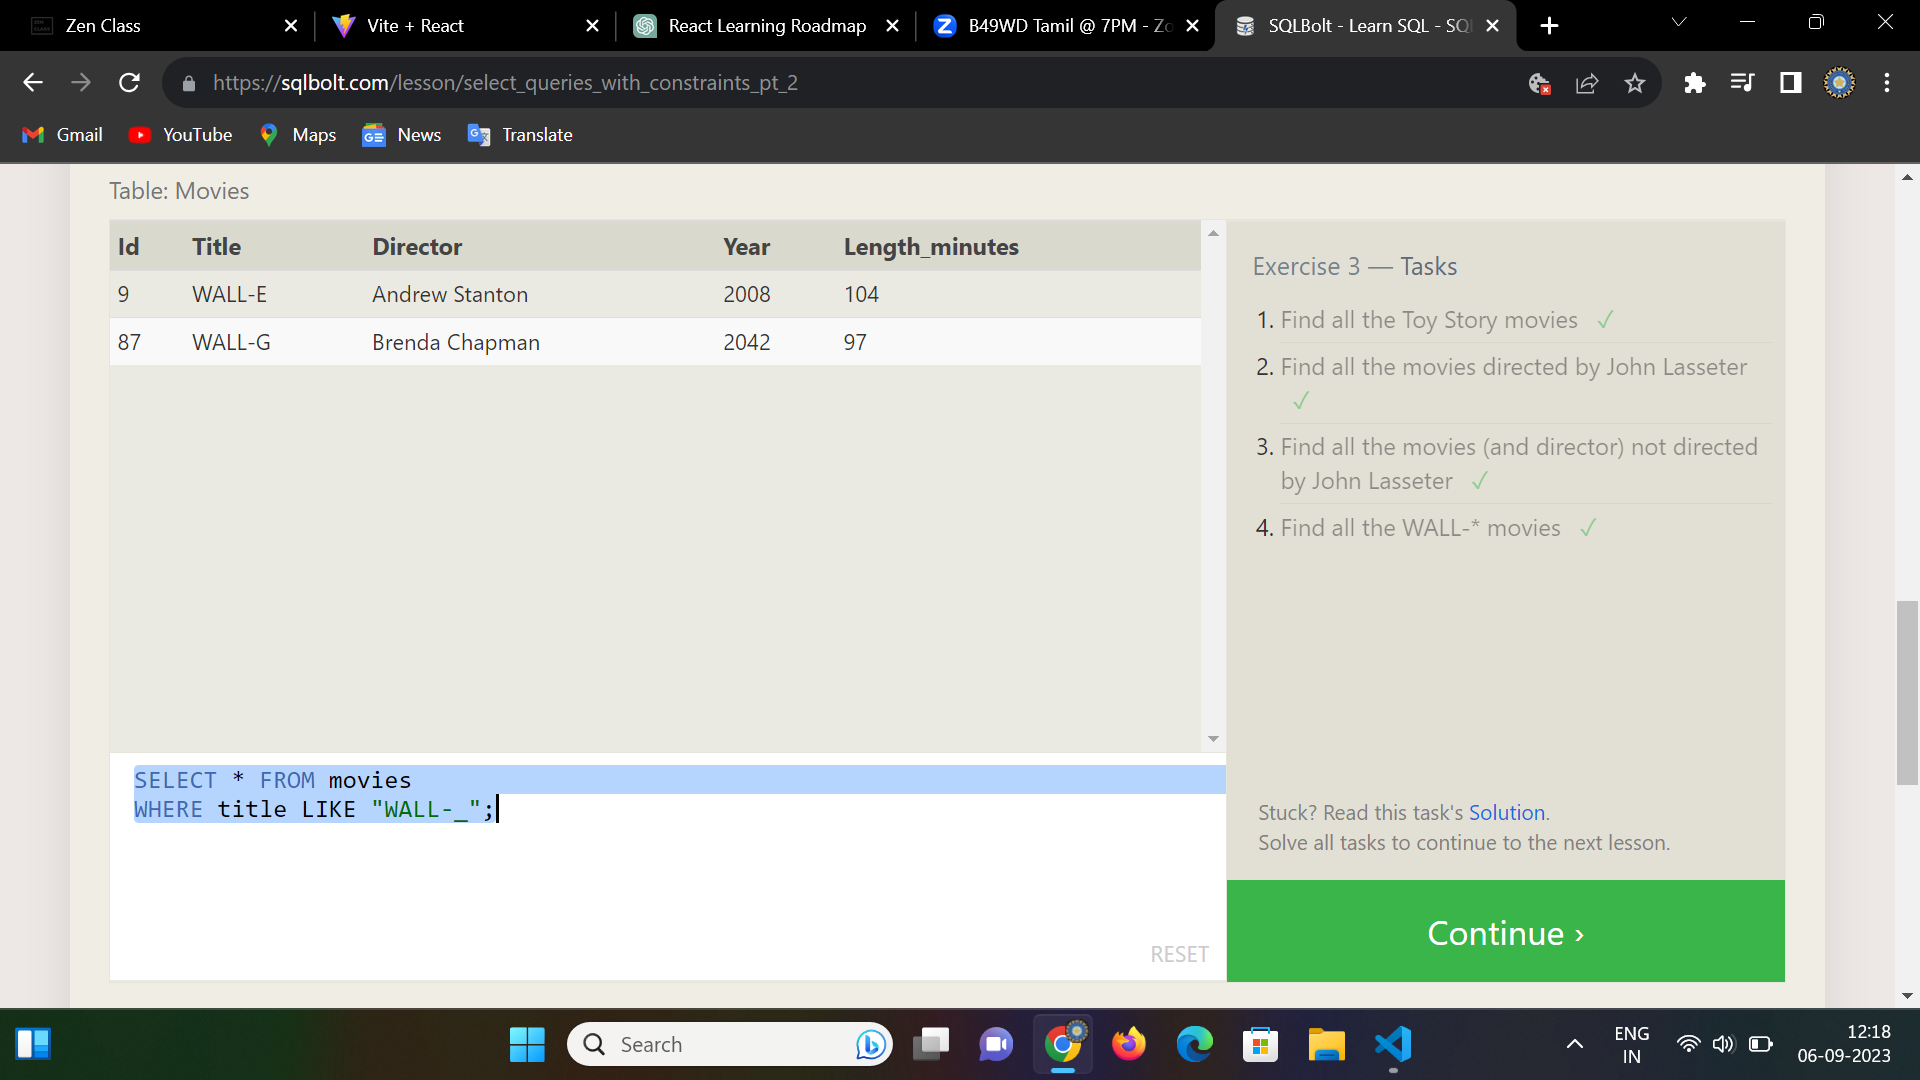 Zen Class
Vite + React
React Learning Roadmap
B49WD Tamil @ 7PM - Zo
SQLBolt - Learn SQL - SQL
https://sqlbolt.com/lesson/select_queries_with_constraints_pt_2
Gmail
YouTube
Maps
News
Translate
Table: Movies
Id Title Director Year Length_minutes
9 WALL-E Andrew Stanton 2008 104
87 WALL-G Brenda Chapman 2042 97
SELECT * FROM movies
WHERE title LIKE "WALL-_";
RESET
Exercise 3 — Tasks
1. Find all the Toy Story movies ✓
2. Find all the movies directed by John Lasseter
✓
3. Find all the movies (and director) not directed
by John Lasseter ✓
4. Find all the WALL-* movies ✓
Stuck? Read this task's Solution.
Solve all tasks to continue to the next lesson.
Continue ›
Search
ENG
IN
12:18
06-09-2023